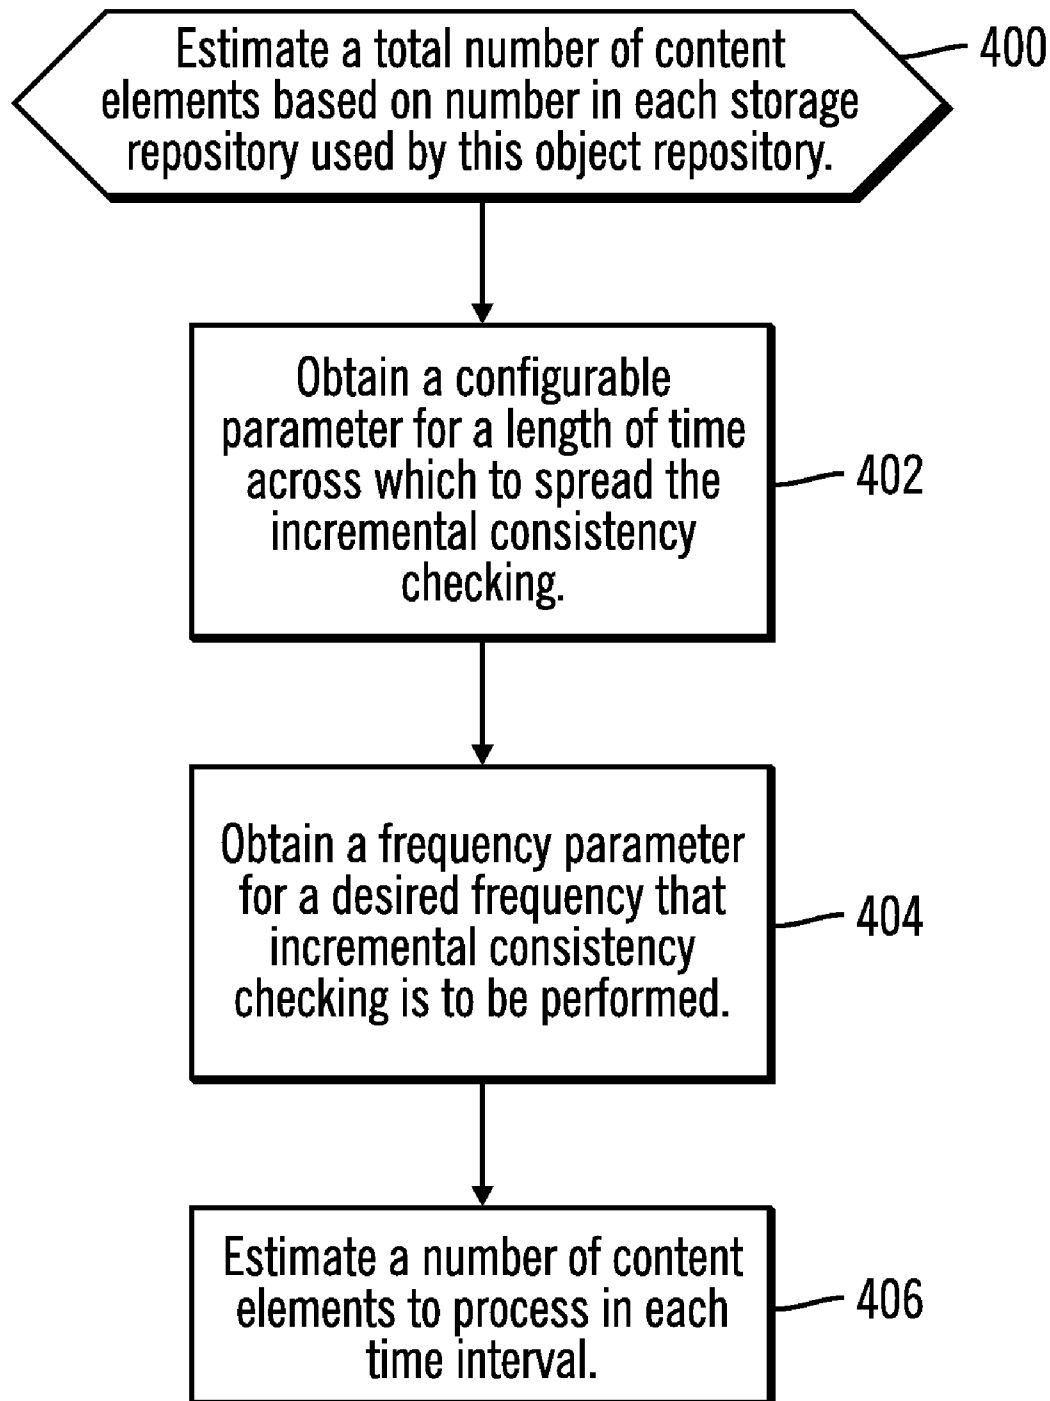 Estimate a total number of content
elements based on number in each storage
repository used by this object repository.
400
Obtain a configurable
parameter for a length of time
across which to spread the
incremental consistency
checking.
402
Obtain a frequency parameter
for a desired frequency that
incremental consistency
checking is to be performed.
404
Estimate a number of content
elements to process in each
time interval.
406